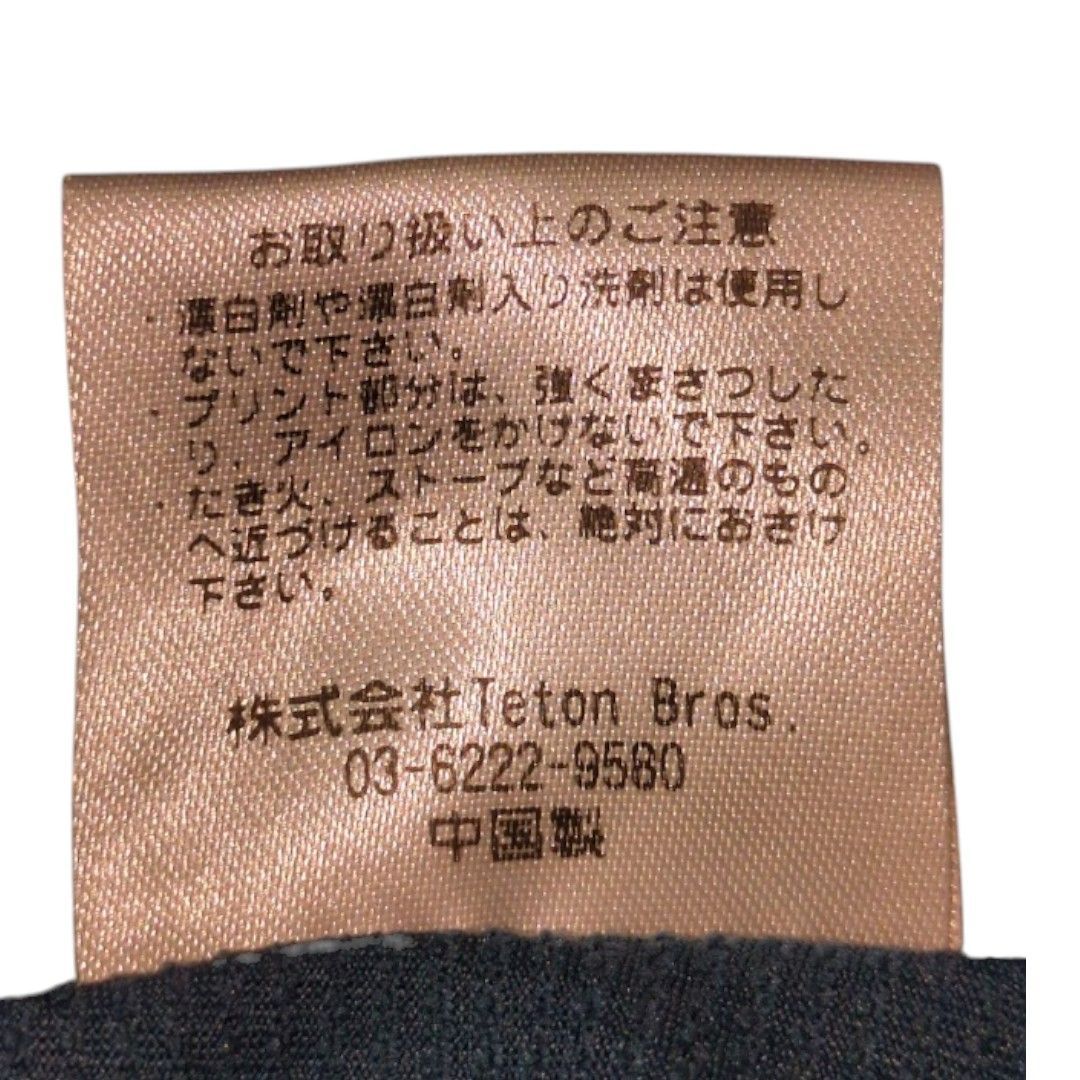 お取り扱い上のご注意
・漂白剤や漂白剤入り洗剤は使用し
ないで下さい。
・プリント部分は、強くまさつした
り、アイロンをかけないで下さい。
・たき火、ストーブなど高温のもの
へ近づけることは、絶対におさけ
下さい。
株式会社Teton Bros.
03-6222-9580
中国製